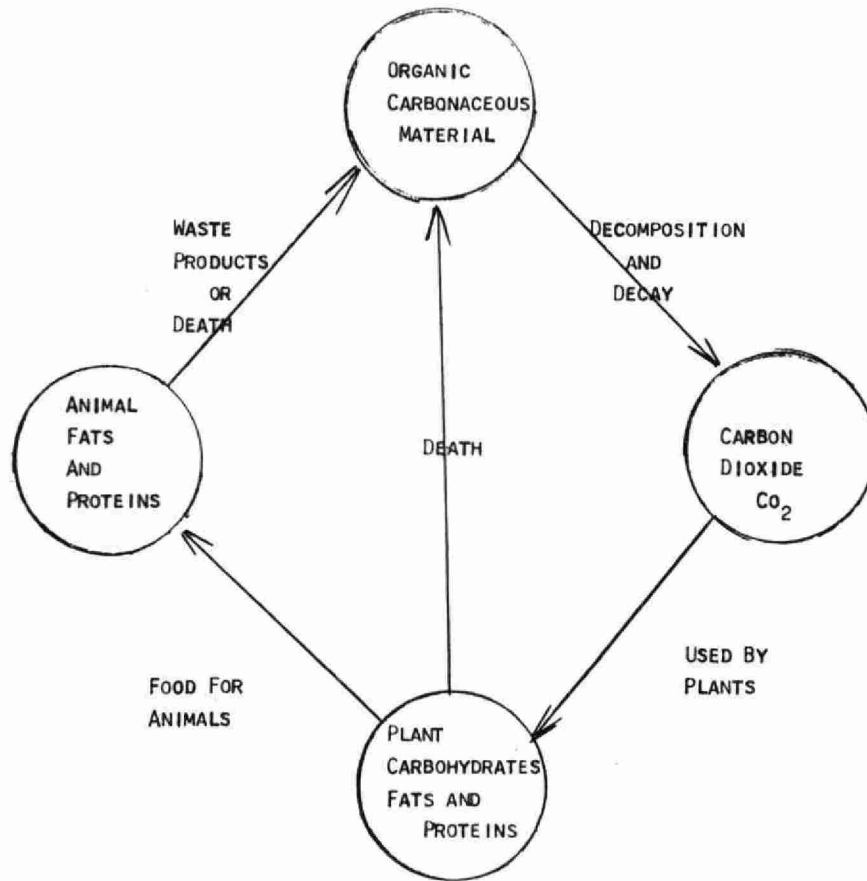 ORGANIC
CARBONACEOUS
MATERIAL
WASTE
PRODUCTS
OR
DEATH
DECOMPOSITION
AND
DECAY
ANIMAL
FATS
AND
PROTEINS
DEATH
CARBON
DIOXIDE
CO2
FOOD FOR
ANIMALS
USED BY
PLANTS
PLANT
CARBOHYDRATES
FATS AND
PROTEINS